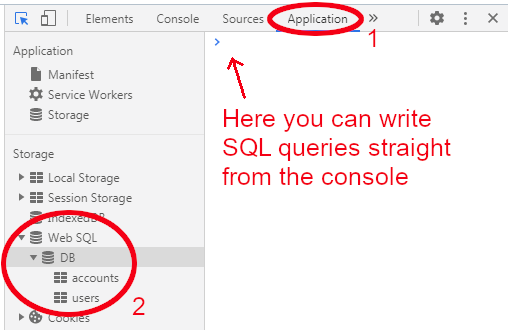 Elements Console Sources Application »
1
Application
Manifest
Service Workers
Storage
Here you can write
SQL queries straight
from the console
Storage
Local Storage
Session Storage
IndexedDB
Web SQL
DB
accounts
users
2
Cookies